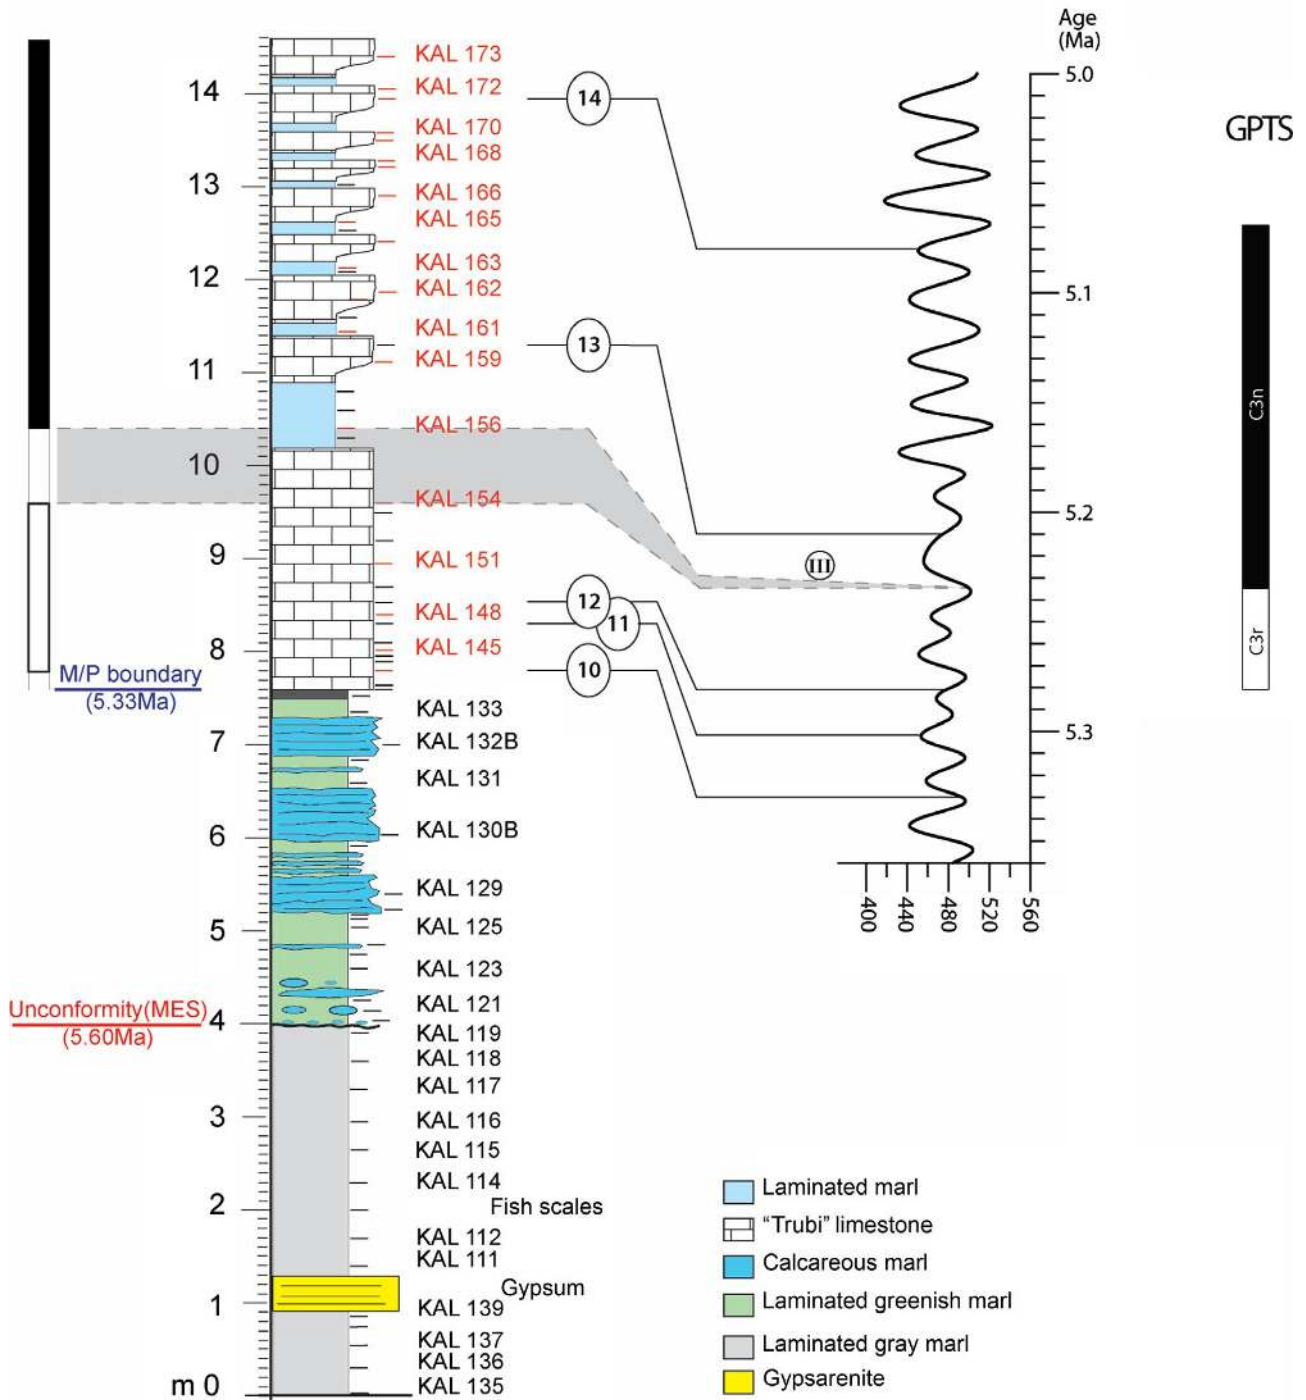 Age
(Ma)
GPTS
14
13
12
11
10
9
8
7
6
5
4
3
2
1
m 0
M/P boundary
(5.33Ma)
Unconformity(MES)
(5.60Ma)
KAL 173
KAL 172
KAL 170
KAL 168
KAL 166
KAL 165
KAL 163
KAL 162
KAL 161
KAL 159
KAL 156
KAL 154
KAL 151
KAL 148
KAL 145
KAL 133
KAL 132B
KAL 131
KAL 130B
KAL 129
KAL 125
KAL 123
KAL 121
KAL 119
KAL 118
KAL 117
KAL 116
KAL 115
KAL 114
Fish scales
KAL 112
KAL 111
Gypsum
KAL 139
KAL 137
KAL 136
KAL 135
14
13
III
12
11
10
5.0
5.1
5.2
5.3
400
440
480
520
560
C3n
C3r
Laminated marl
“Trubi” limestone
Calcareous marl
Laminated greenish marl
Laminated gray marl
Gypsarenite